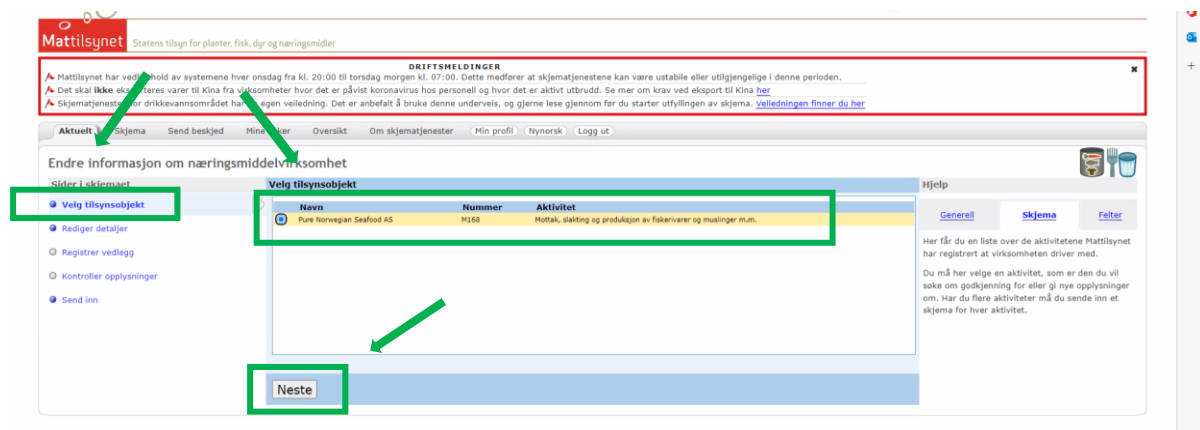 Mattilsynet Statens tilsyn for planter, fisk, dyr og næringsmidler
DRIFTSMELDINGER
Mattilsynet har vedlikehold av systemene hver onsdag fra kl. 20:00 til torsdag morgen kl. 07:00. Dette medfører at skjematjenestene kan være ustabile eller utilgjengelige i denne perioden.
Det skal ikke eksporteres varer til Kina fra virksomheter hvor det er påvist koronavirus hos personell og hvor det er aktivt utbrudd. Se mer om krav ved eksport til Kina her
Skjematjenesten for drikkevannsområdet har en egen veiledning. Det er anbefalt å bruke denne underveis, og gjerne lese gjennom før du starter utfyllingen av skjema. Veiledningen finner du her
Aktuelt Skjema Send beskjed Mine saker Oversikt Om skjematjenester Min profil Nynorsk Logg ut
Endre informasjon om næringsmiddelvirksomhet
Sider i skjemaet
Velg tilsynsobjekt
Rediger detaljer
Registrer vedlegg
Kontroller opplysninger
Send inn
Velg tilsynsobjekt
Navn Nummer Aktivitet
Pure Norwegian Seafood AS M168 Mottak, slakting og produksjon av fiskerivarer og muslinger m.m.
Neste
Hjelp
Generell Skjema Felter
Her får du en liste over de aktivitetene Mattilsynet
har registrert at virksomheten driver
med.
Du må her velge en aktivitet, som er den du vil
søke om godkjenning for eller gi nye opplysninger
om. Har du flere aktiviteter må du sende inn et
skjema for hver aktivitet.